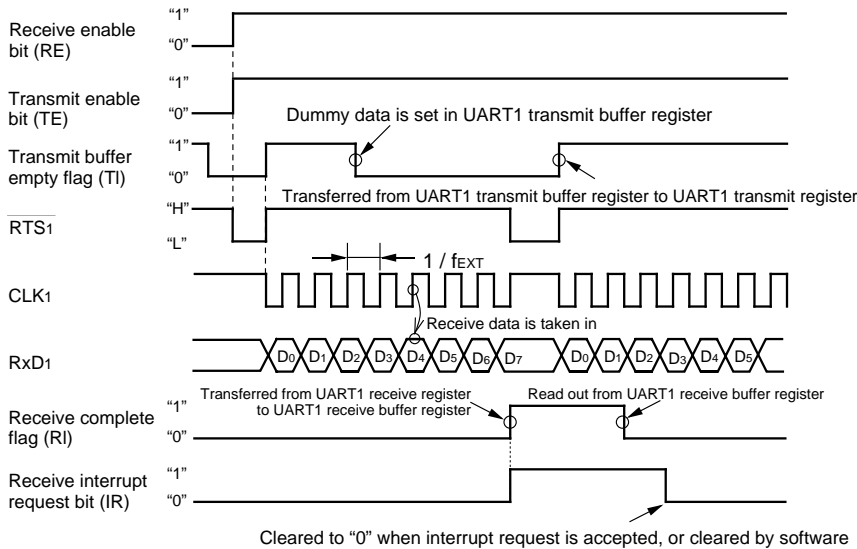 Receive enable
bit (RE)
“1”
“0”
Transmit enable
bit (TE)
“1”
“0”
Dummy data is set in UART1 transmit buffer register
Transmit buffer
empty flag (Tl)
“1”
“0”
Transferred from UART1 transmit buffer register to UART1 transmit register
RTS1
“H”
“L”
1 / fEXT
CLK1
Receive data is taken in
RxD1
D0 D1 D2 D3 D4 D5 D6 D7 D0 D1 D2 D3 D4 D5
Transferred from UART1 receive register
to UART1 receive buffer register
Read out from UART1 receive buffer register
Receive complete
flag (Rl)
“1”
“0”
Receive interrupt
request bit (IR)
“1”
“0”
Cleared to “0” when interrupt request is accepted, or cleared by software